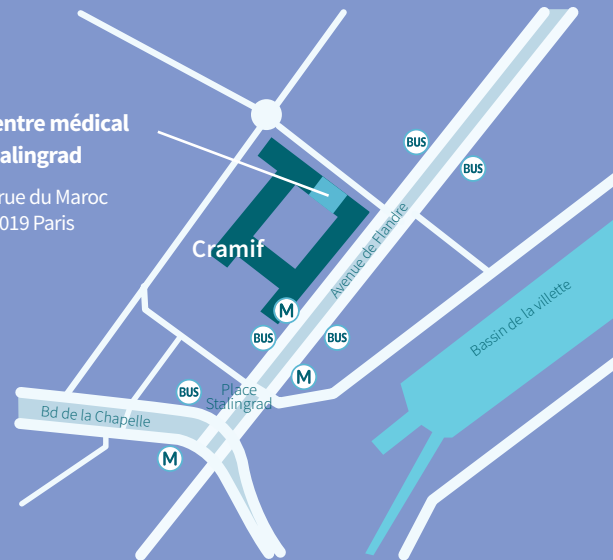 entre médical
alingrad
rue du Maroc
019 Paris
Cramif
Avenue de Flandre
BUS
BUS
Bassin de la villette
M
BUS
BUS
M
Place
Stalingrad
BUS
Bd de la Chapelle
M